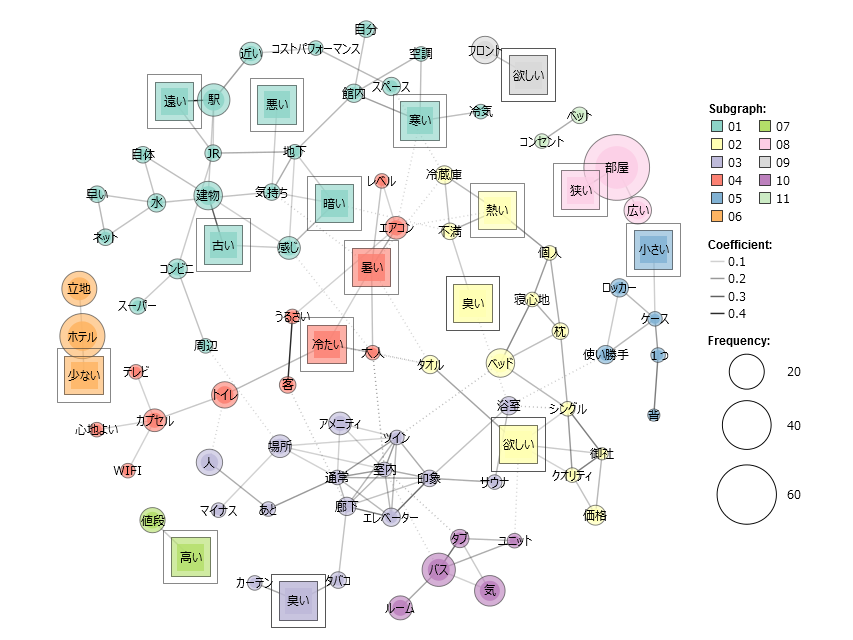 自分
近い
コストパフォーマンス
空調
フロント
欲しい
遠い
駅
悪い
館内
スペース
寒い
冷気
ベット
コンセント
自体
JR
地下
レベル
冷蔵庫
部屋
狭い
広い
早い
水
建物
気持ち
暗い
熱い
エアコン
不満
ネット
古い
感じ
個人
小さい
コンビニ
暑い
立地
スーパー
臭い
寝心地
ロッカー
うるさい
ケース
枕
ホテル
周辺
冷たい
大人
タオル
ベッド
使い勝手
1つ
少ない
テレビ
客
トイレ
カプセル
心地よい
アメニティ
浴室
シングル
背
場所
ツイン
欲しい
御社
人
WIFI
通常
室内
印象
サウナ
クオリティ
マイナス
あと
廊下
エレベーター
価格
値段
高い
タブ
ユニット
バス
気
カーテン
タバコ
臭い
ルーム
Subgraph:
01 07
02 08
03 09
04 10
05 11
06
Coefficient:
0.1
0.2
0.3
0.4
Frequency:
20
40
60